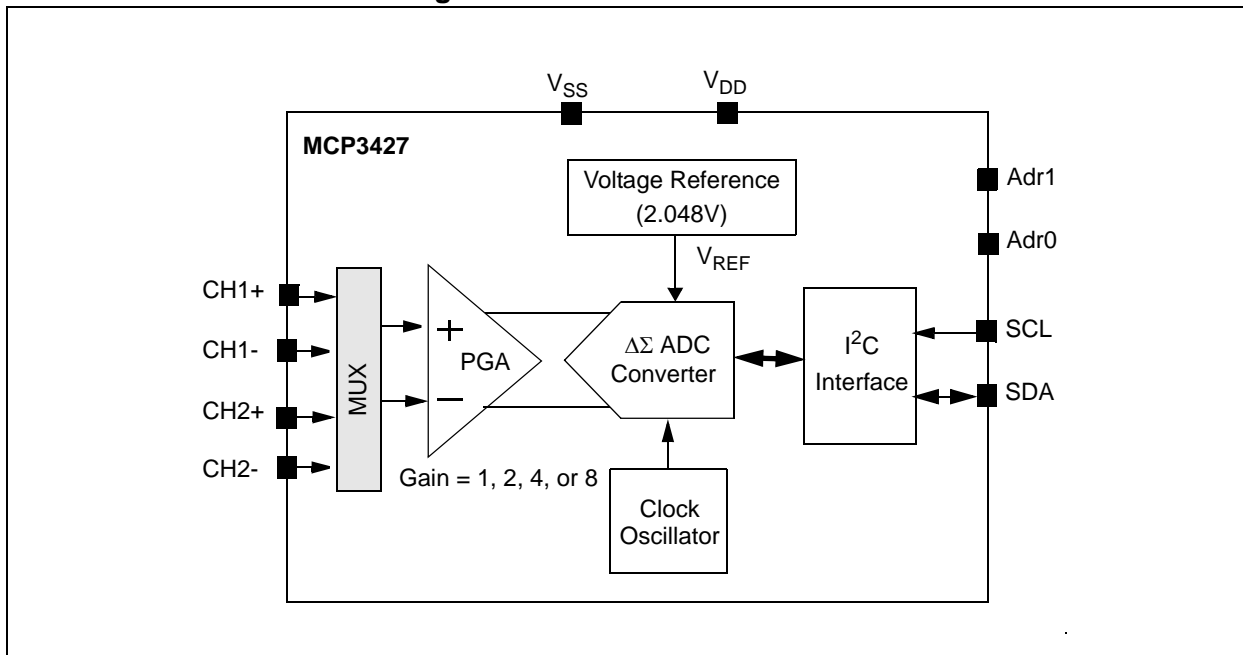 V_SS
V_DD
MCP3427
Voltage Reference
(2.048V)
V_REF
Adr1
Adr0
CH1+
CH1-
CH2+
CH2-
MUX
+
PGA
−
ΔΣ ADC
Converter
I²C
Interface
SCL
SDA
Gain = 1, 2, 4, or 8
Clock
Oscillator